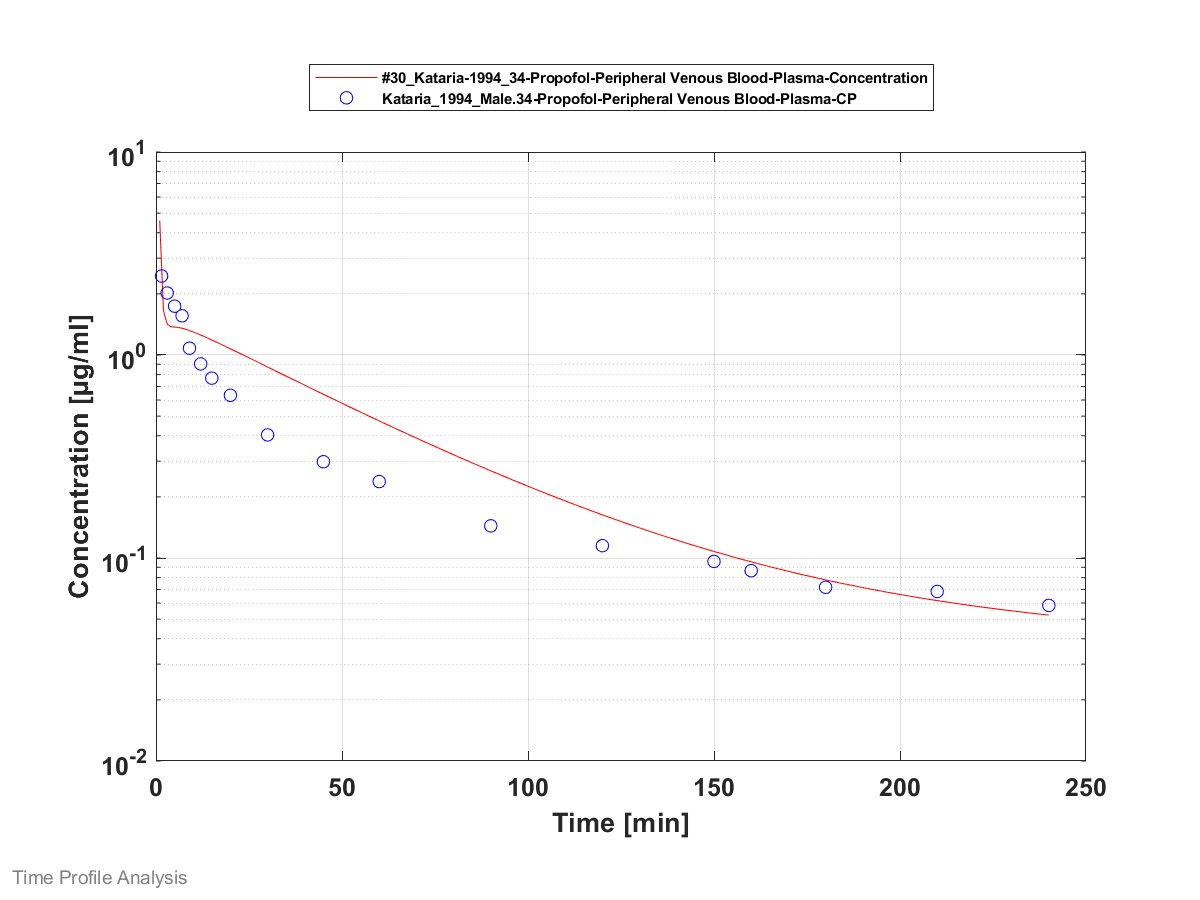 #30_Kataria-1994_34-Propofol-Peripheral Venous Blood-Plasma-Concentration
Kataria_1994_Male.34-Propofol-Peripheral Venous Blood-Plasma-CP
10^1
10^0
10^-1
10^-2
Concentration [µg/ml]
0 50 100 150 200 250
Time [min]
Time Profile Analysis